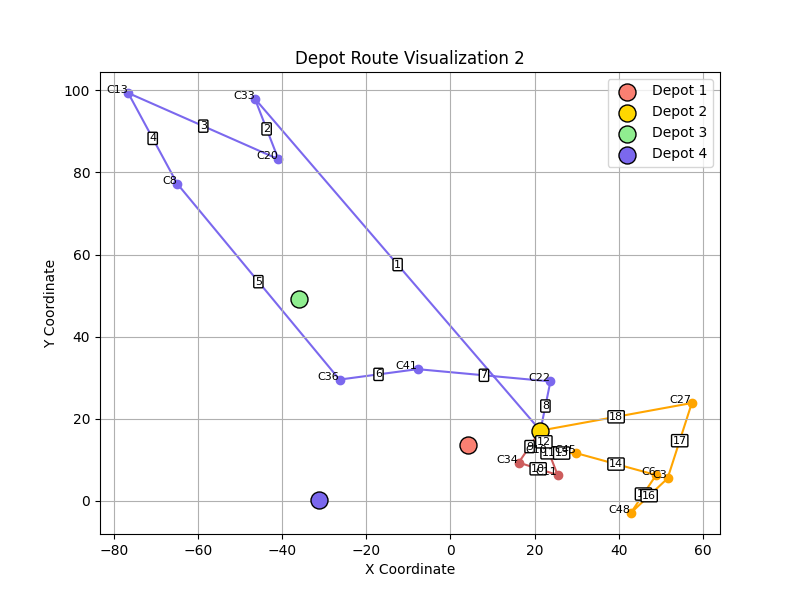 Depot Route Visualization 2
Depot 1
Depot 2
Depot 3
Depot 4
Y Coordinate
100
80
60
40
20
0
C13
C33
3
2
4
C20
C8
1
5
C36
6
C41
7
C22
8
C27
18
12
9
C45
17
C34
10
14
C6
C3
16
C48
−80
−60
−40
−20
0
20
40
60
X Coordinate